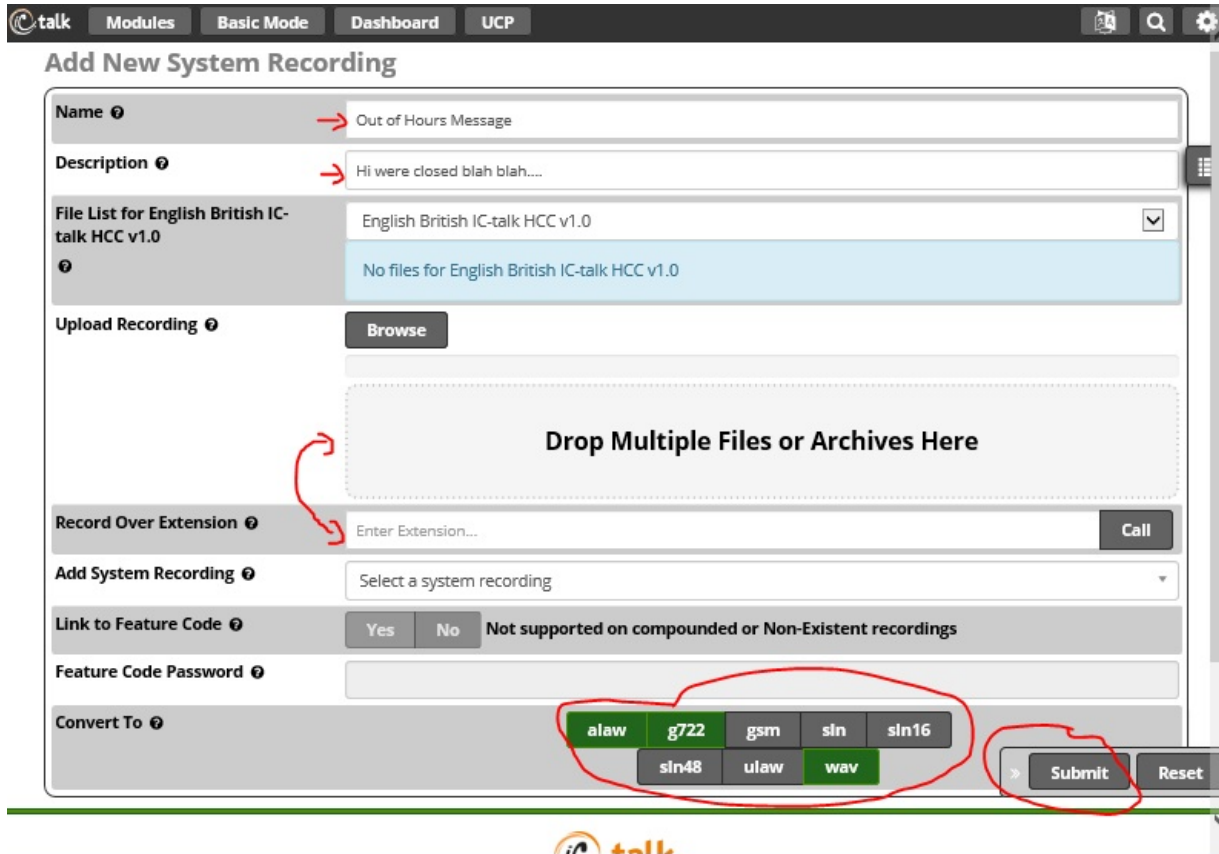 iC talk Modules Basic Mode Dashboard UCP
Add New System Recording
Name
Out of Hours Message
Description
Hi were closed blah blah....
File List for English British IC-
talk HCC v1.0
English British IC-talk HCC v1.0
No files for English British IC-talk HCC v1.0
Upload Recording
Browse
Drop Multiple Files or Archives Here
Record Over Extension
Enter Extension...
Call
Add System Recording
Select a system recording
Link to Feature Code
Yes No Not supported on compounded or Non-Existent recordings
Feature Code Password
Convert To
alaw g722 gsm sln sln16
sln48 ulaw wav
» Submit Reset
iC talk